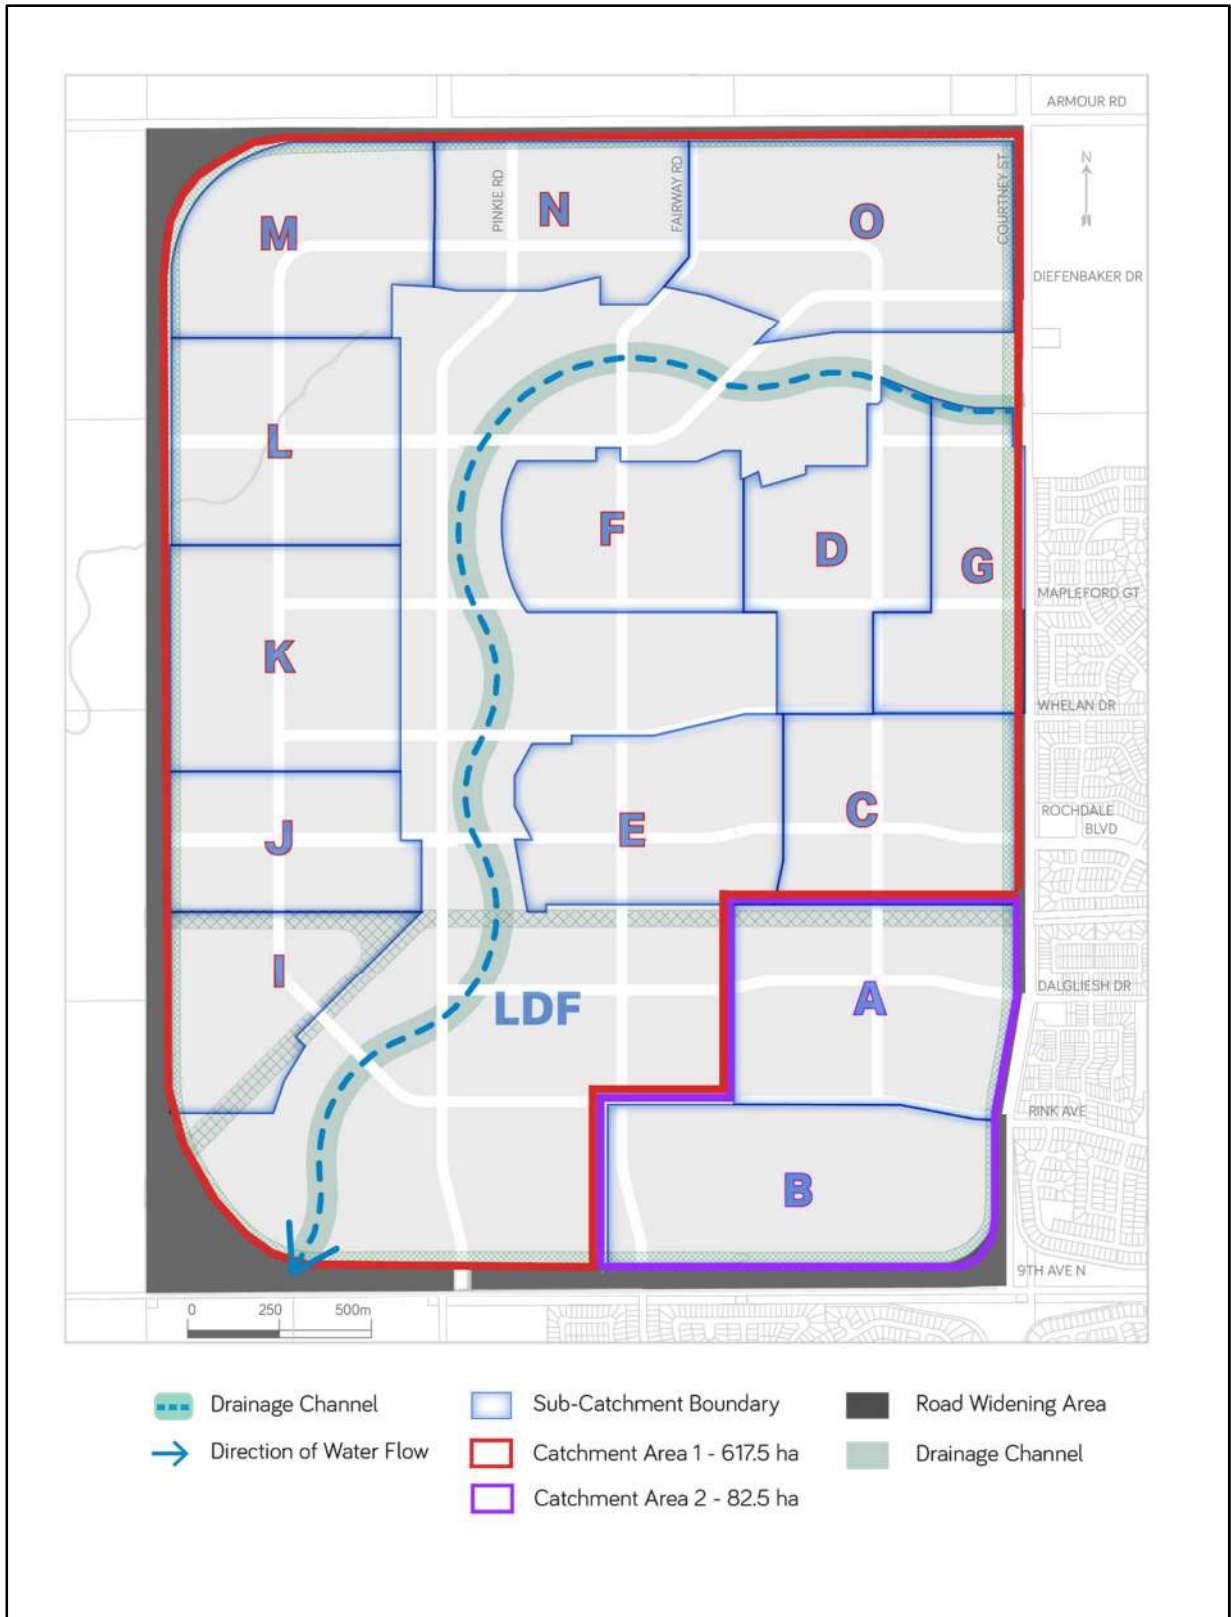 ARMOUR RD
N
PINKIE RD
FAIRWAY RD
COURTNEY ST
M
N
O
DIEFENBAKER DR
L
F
D
G
MAPLEFORD GT
K
WHELAN DR
J
E
C
ROCHDALE
BLVD
I
LDF
A
DALGLIESH DR
RINK AVE
B
9TH AVE N
0 250 500m
Drainage Channel
Sub-Catchment Boundary
Road Widening Area
Direction of Water Flow
Catchment Area 1 - 617.5 ha
Drainage Channel
Catchment Area 2 - 82.5 ha